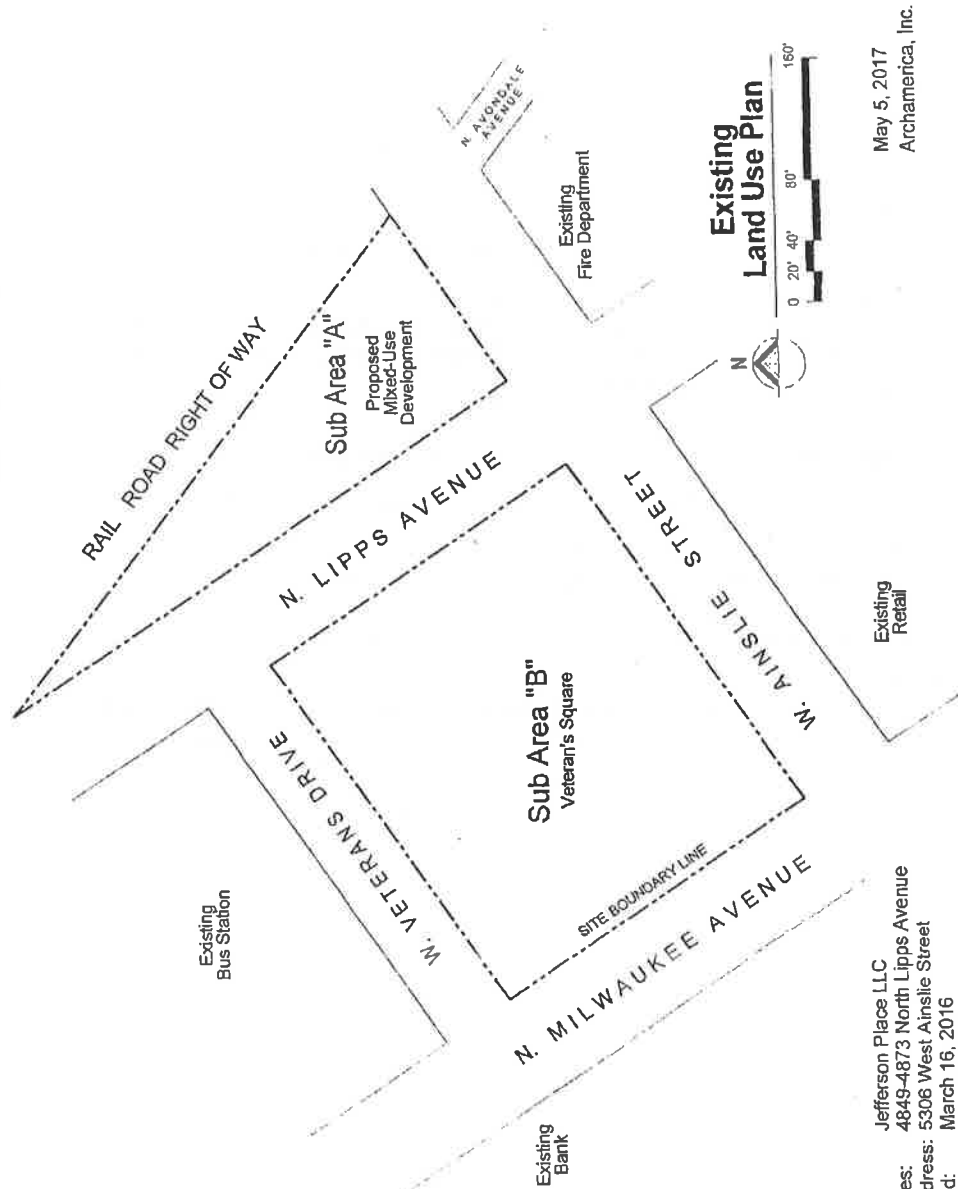 RAIL ROAD RIGHT OF WAY
Sub Area "A"
Proposed
Mixed-Use
Development
N. AVONDALE
AVENUE
Existing
Fire Department
N. LIPPS AVENUE
Existing
Bus Station
W. VETERANS DRIVE
Sub Area "B"
Veteran's Square
SITE BOUNDARY LINE
W. AINSLIE STREET
N. MILWAUKEE AVENUE
Existing
Bank
Existing
Retail
N
Existing
Land Use Plan
0 20' 40' 80' 160'
es: Jefferson Place LLC
4849-4873 North Lipps Avenue
dress: 5306 West Ainslie Street
d: March 16, 2016
May 5, 2017
Archamerica, Inc.